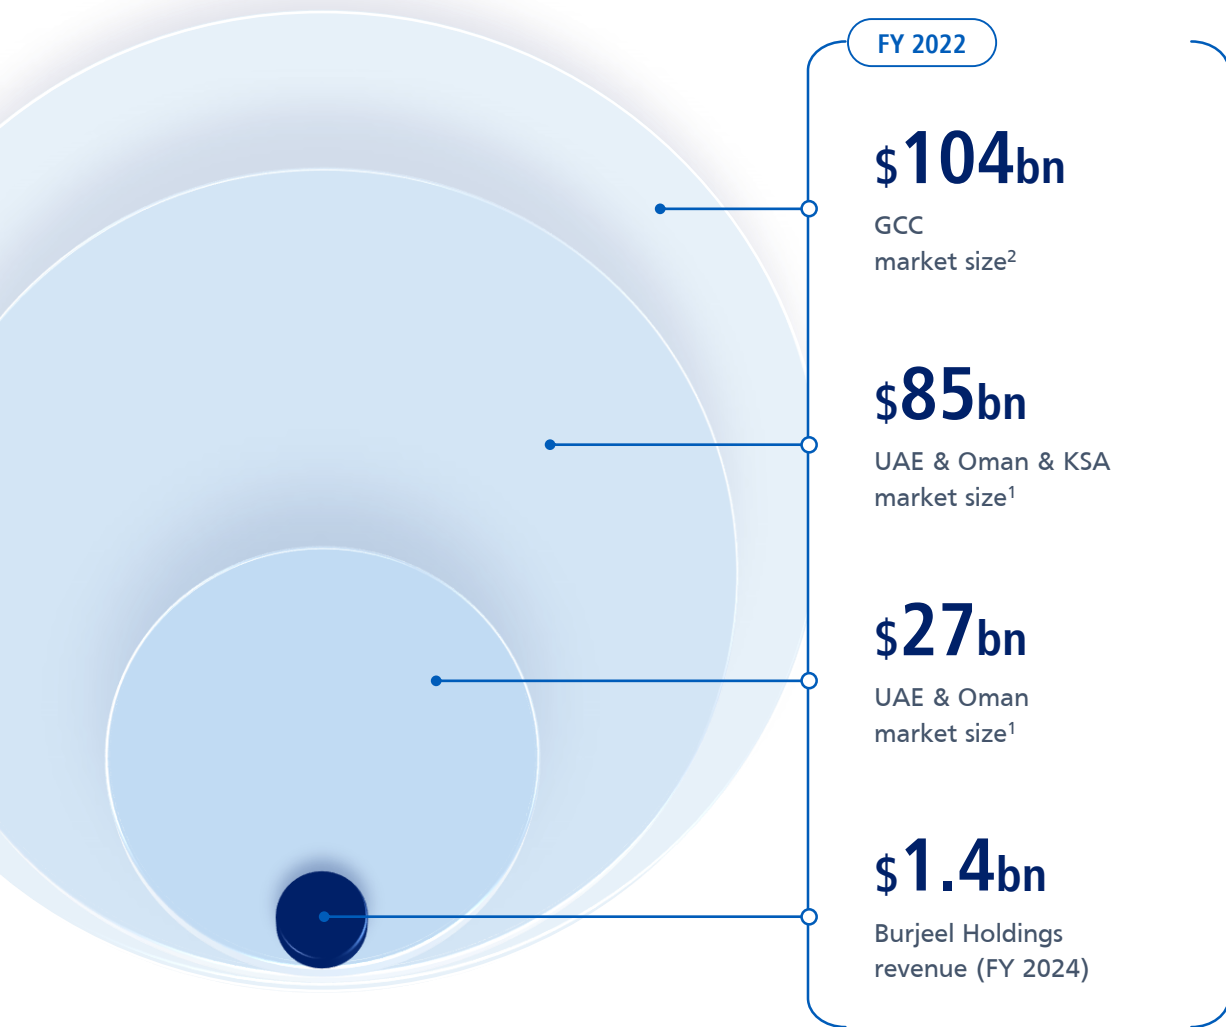 FY 2022
$104bn
GCC
market size²
$85bn
UAE & Oman & KSA
market size¹
$27bn
UAE & Oman
market size¹
$1.4bn
Burjeel Holdings
revenue (FY 2024)